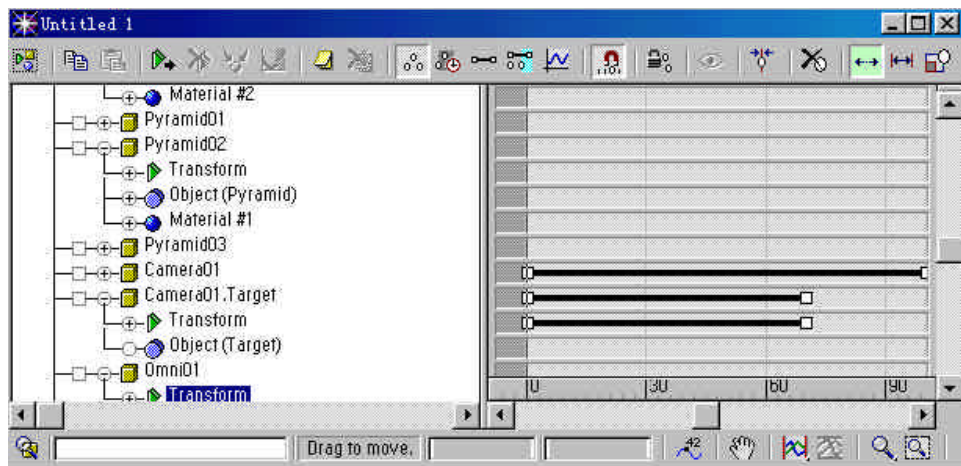 Untitled 1
Material #2
Pyramid01
Pyramid02
Transform
Object (Pyramid)
Material #1
Pyramid03
Camera01
Camera01.Target
Transform
Object (Target)
Omni01
Transform
0 30 60 90
Drag to move.
42